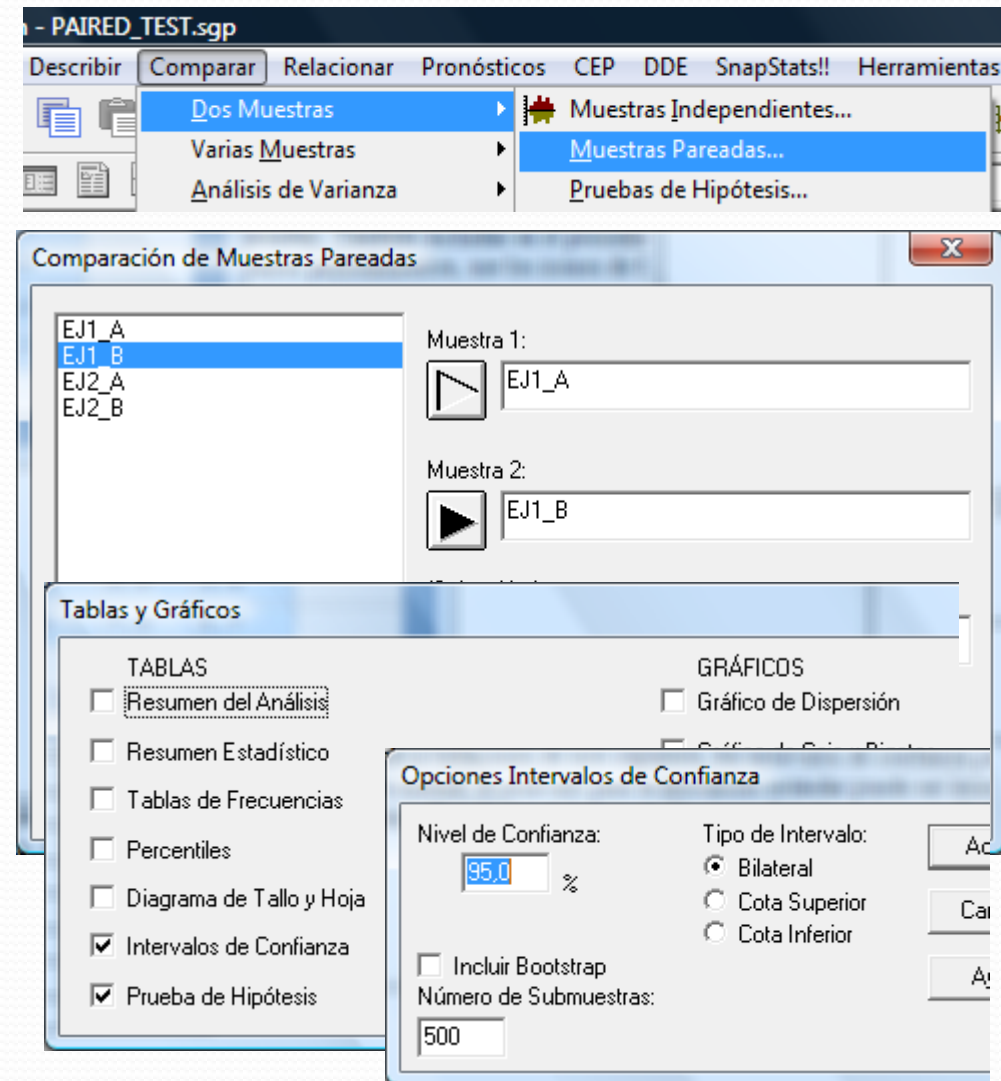 - PAIRED_TEST.sgp
Describir Comparar Relacionar Pronósticos CEP DDE SnapStats!! Herramientas
Dos Muestras
Varias Muestras
Análisis de Varianza
Muestras Independientes...
Muestras Pareadas...
Pruebas de Hipótesis...
Comparación de Muestras Pareadas
EJ1_A
EJ1_B
EJ2_A
EJ2_B
Muestra 1:
EJ1_A
Muestra 2:
EJ1_B
Tablas y Gráficos
TABLAS
Resumen del Análisis
Resumen Estadístico
Tablas de Frecuencias
Percentiles
Diagrama de Tallo y Hoja
Intervalos de Confianza
Prueba de Hipótesis
GRÁFICOS
Gráfico de Dispersión
Opciones Intervalos de Confianza
Nivel de Confianza:
95,0 %
Incluir Bootstrap
Número de Submuestras:
500
Tipo de Intervalo:
Bilateral
Cota Superior
Cota Inferior